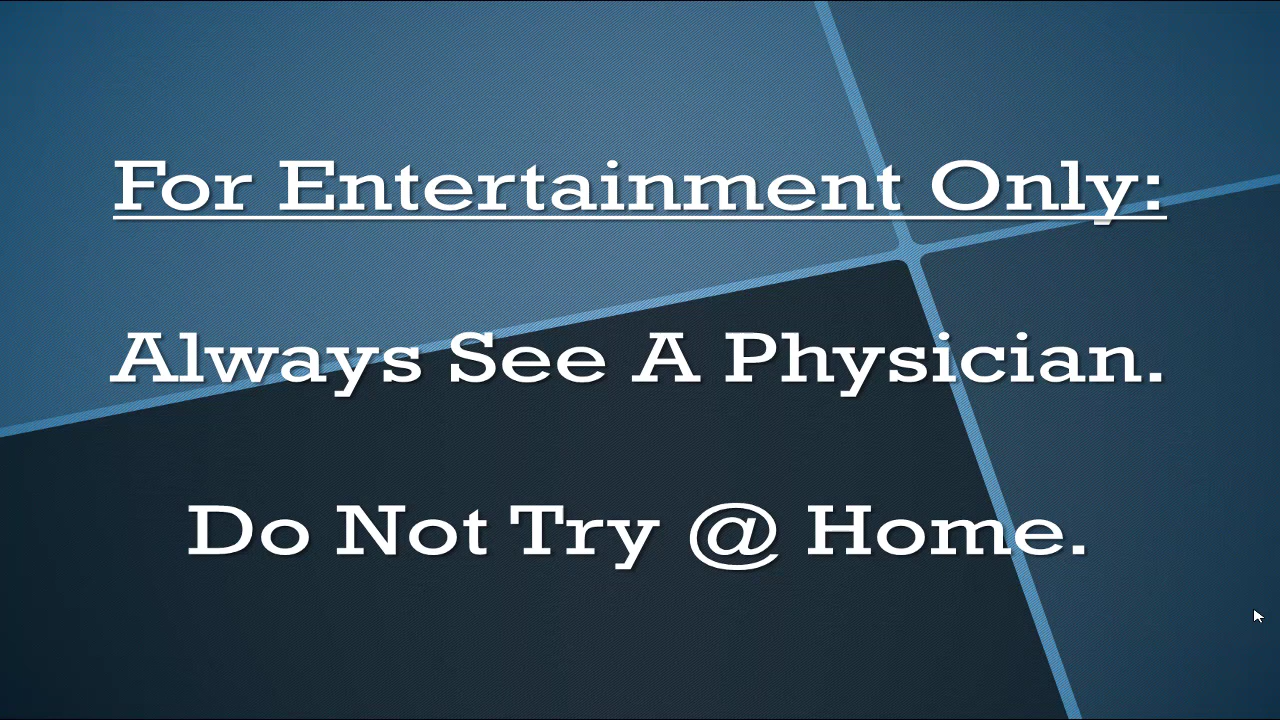 For Entertainment Only:
Always See A Physician.
Do Not Try @ Home.